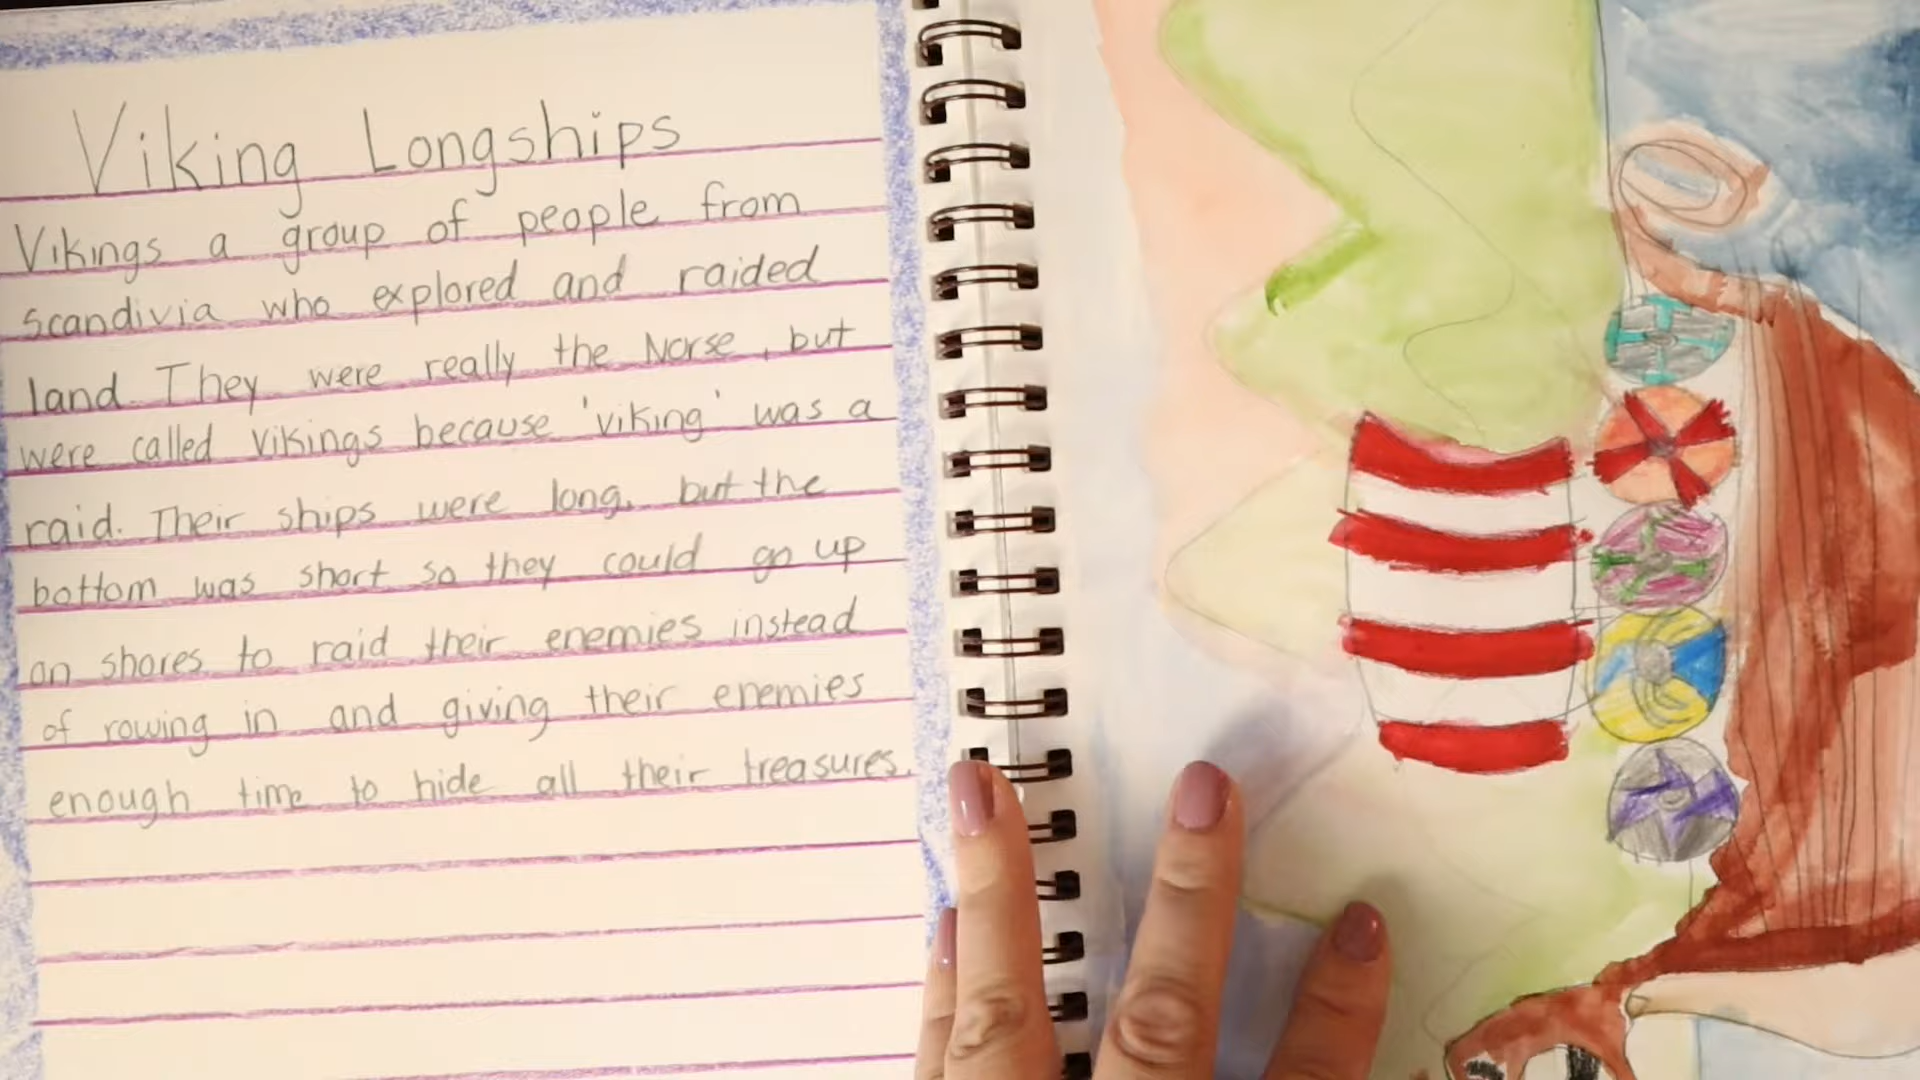 Viking Longships
Vikings a group of people from
scandivia who explored and raided
land. They were really the Norse, but
were called Vikings because 'viking' was a
raid. Their ships were long, but the
bottom was short so they could go up
on shores to raid their enemies instead
of rowing in and giving their enemies
enough time to hide all their treasures.